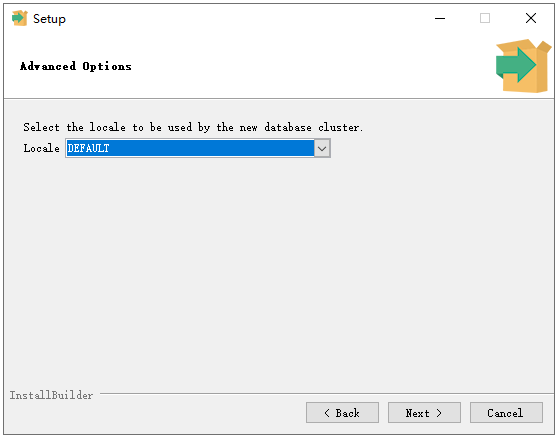 Setup
Advanced Options
Select the locale to be used by the new database cluster.
Locale DEFAULT
InstallBuilder
< Back Next > Cancel